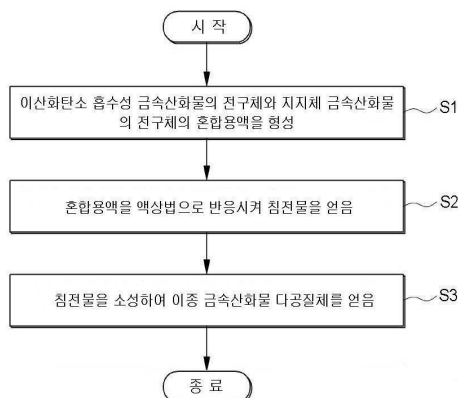 시 작
이산화탄소 흡수성 금속산화물의 전구체와 지지체 금속산화물
의 전구체의 혼합용액을 형성
S1
혼합용액을 액상법으로 반응시켜 침전물을 얻음
S2
침전물을 소성하여 이종 금속산화물 다공질체를 얻음
S3
종 료